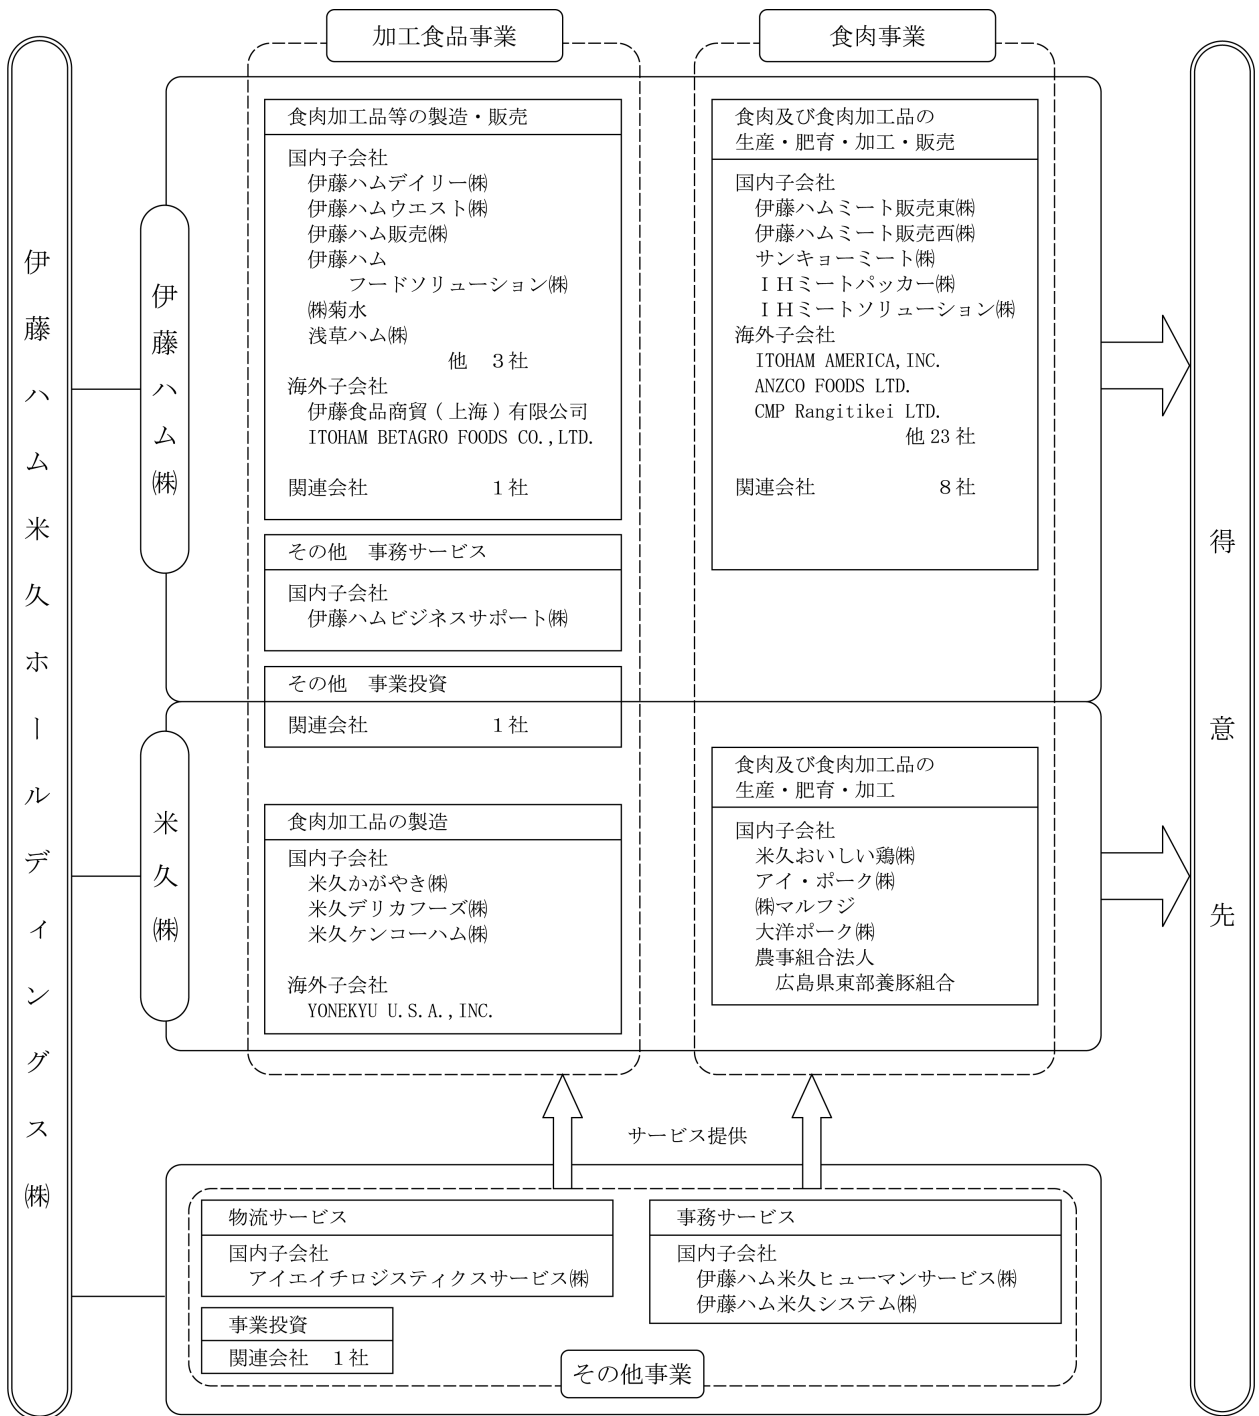 加工食品事業
食肉事業
伊藤ハム米久ホールディングス㈱
伊藤ハム㈱
食肉加工品等の製造・販売
国内子会社
伊藤ハムデイリー㈱
伊藤ハムウエスト㈱
伊藤ハム販売㈱
伊藤ハム
フードソリューション㈱
㈱菊水
浅草ハム㈱
他　3社
海外子会社
伊藤食品商貿（上海）有限公司
ITOHAM BETAGRO FOODS CO.,LTD.
関連会社　1社
その他　事務サービス
国内子会社
伊藤ハムビジネスサポート㈱
その他　事業投資
関連会社　1社
食肉及び食肉加工品の
生産・肥育・加工・販売
国内子会社
伊藤ハムミート販売東㈱
伊藤ハムミート販売西㈱
サンキョーミート㈱
ＩＨミートパッカー㈱
ＩＨミートソリューション㈱
海外子会社
ITOHAM AMERICA,INC.
ANZCO FOODS LTD.
CMP Rangitikei LTD.
他23社
関連会社　8社
米久㈱
食肉加工品の製造
国内子会社
米久かがやき㈱
米久デリカフーズ㈱
米久ケンコーハム㈱
海外子会社
YONEKYU U.S.A.,INC.
食肉及び食肉加工品の
生産・肥育・加工
国内子会社
米久おいしい鶏㈱
アイ・ポーク㈱
㈱マルフジ
大洋ポーク㈱
農事組合法人
広島県東部養豚組合
得意先
サービス提供
物流サービス
国内子会社
アイエイチロジスティクスサービス㈱
事業投資
関連会社　1社
事務サービス
国内子会社
伊藤ハム米久ヒューマンサービス㈱
伊藤ハム米久システム㈱
その他事業